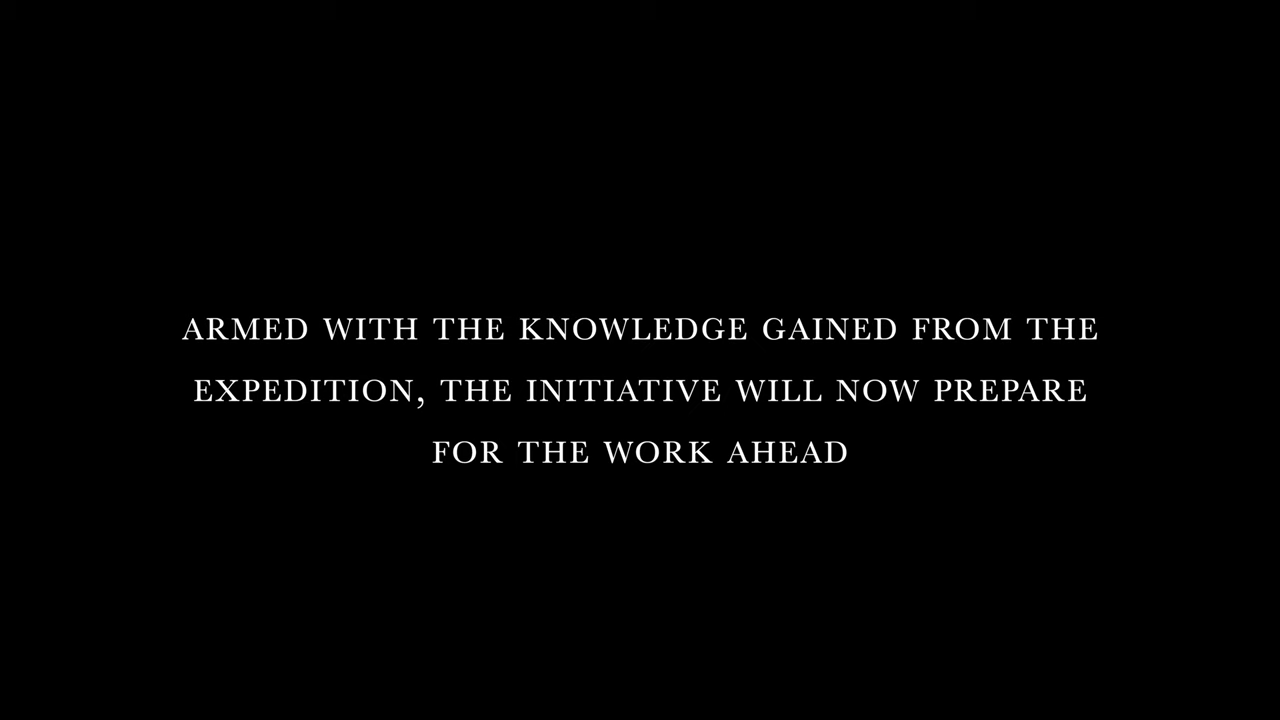 ARMED WITH THE KNOWLEDGE GAINED FROM THE
EXPEDITION, THE INITIATIVE WILL NOW PREPARE
FOR THE WORK AHEAD